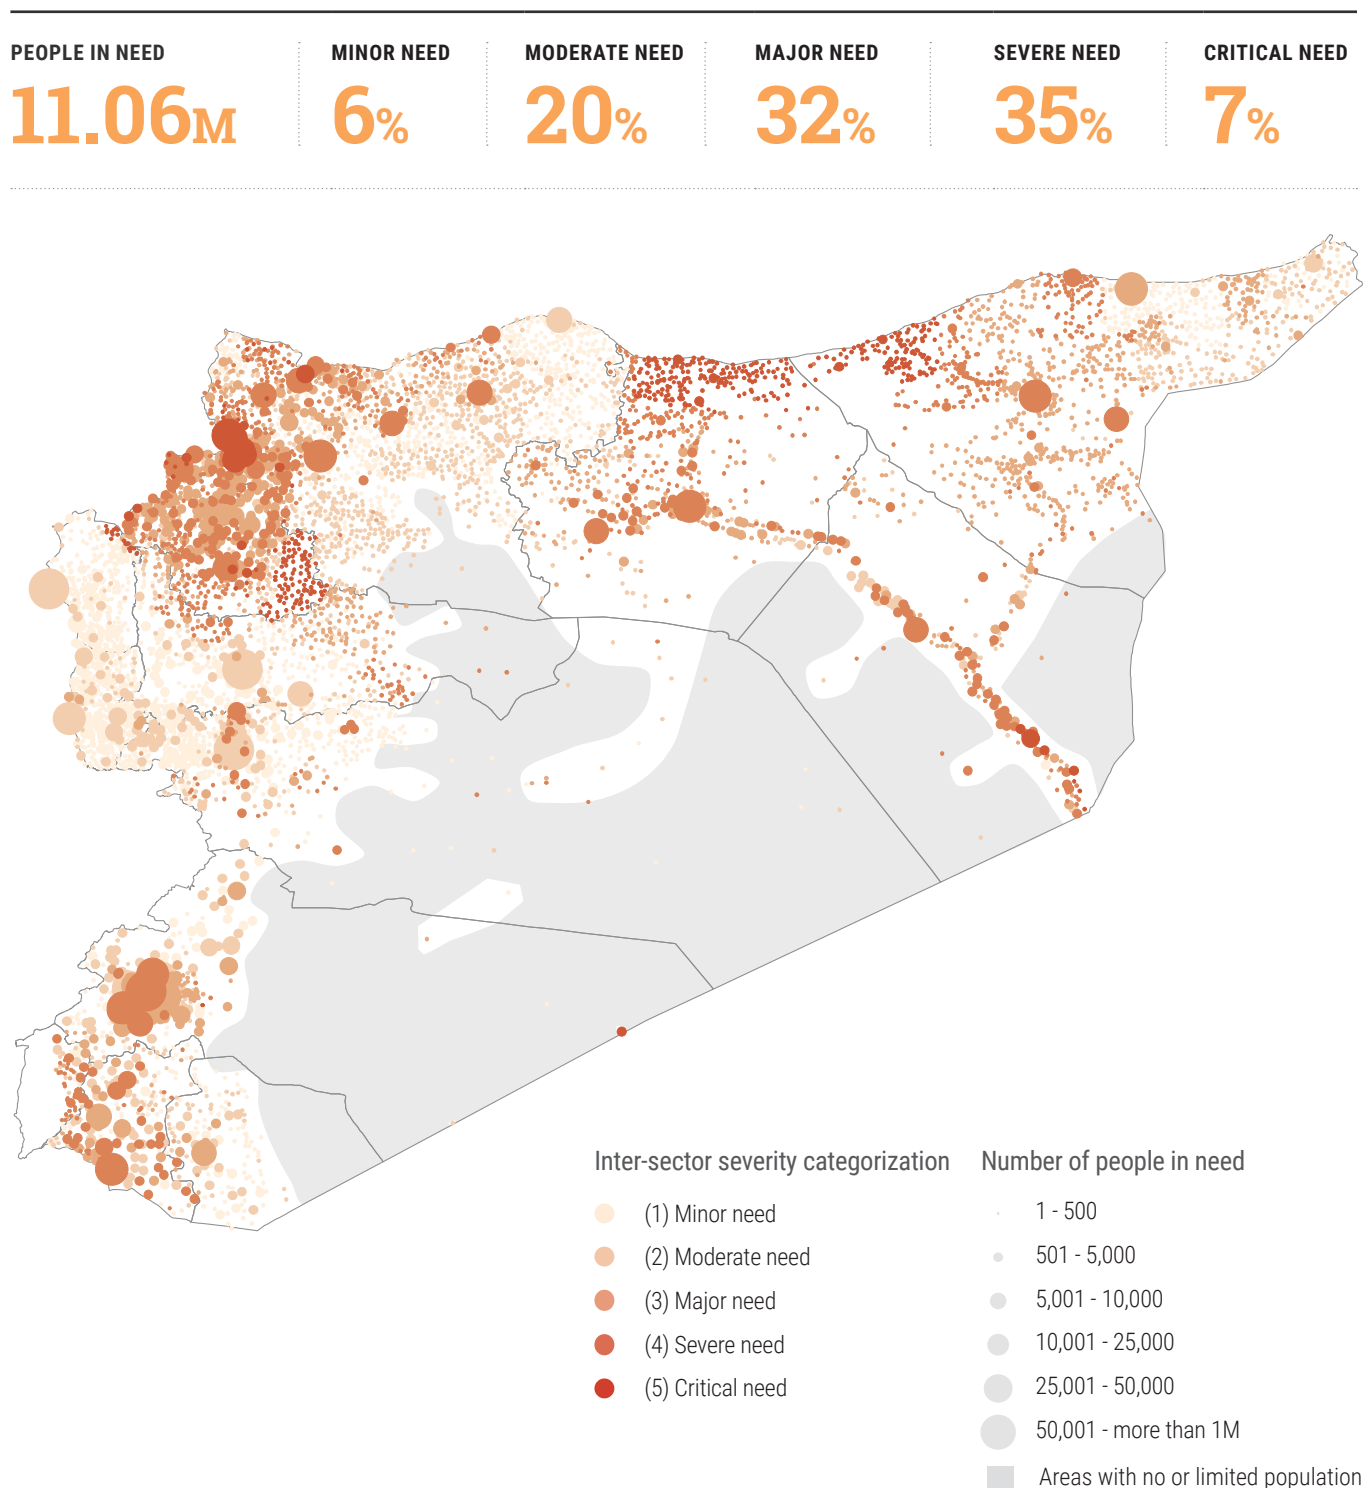 PEOPLE IN NEED
11.06M
MINOR NEED
6%
MODERATE NEED
20%
MAJOR NEED
32%
SEVERE NEED
35%
CRITICAL NEED
7%
Inter-sector severity categorization
(1) Minor need
(2) Moderate need
(3) Major need
(4) Severe need
(5) Critical need
Number of people in need
1 - 500
501 - 5,000
5,001 - 10,000
10,001 - 25,000
25,001 - 50,000
50,001 - more than 1M
Areas with no or limited population